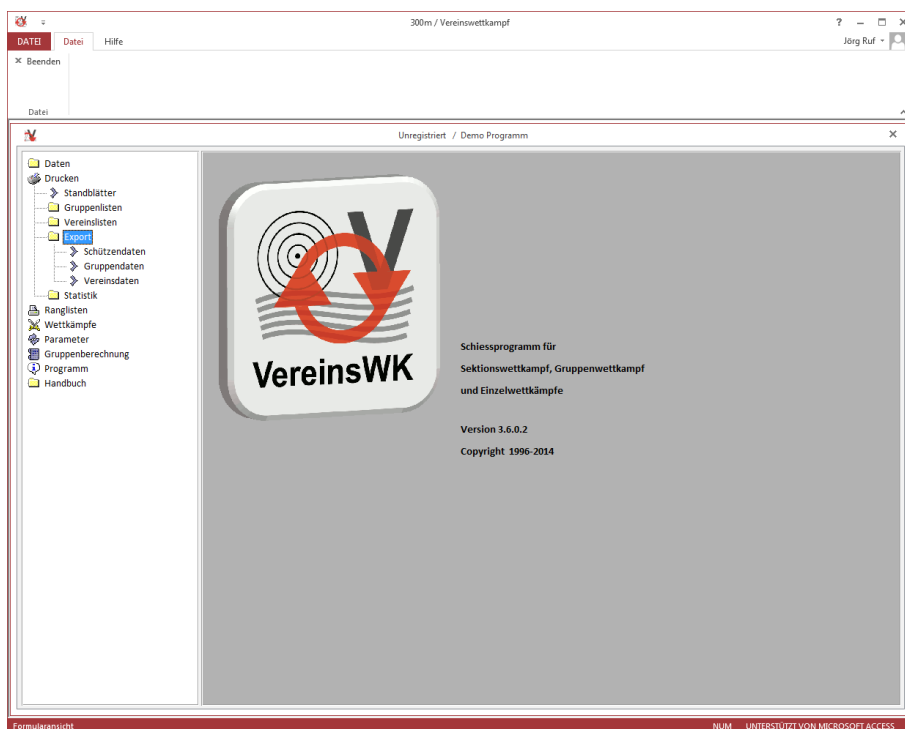 300m / Vereinswettkampf
?
DATEI Datei Hilfe
Jörg Ruf
Beenden
Datei
Unregistriert / Demo Programm
Daten
Drucken
Standblätter
Gruppenlisten
Vereinslisten
Export
Schützendaten
Gruppendaten
Vereinsdaten
Statistik
Ranglisten
Wettkämpfe
Parameter
Gruppenberechnung
Programm
Handbuch
V
VereinsWK
Schiessprogramm für
Sektionswettkampf, Gruppenwettkampf
und Einzelwettkämpfe
Version 3.6.0.2
Copyright 1996-2014
Formularansicht
NUM UNTERSTÜTZT VON MICROSOFT ACCESS